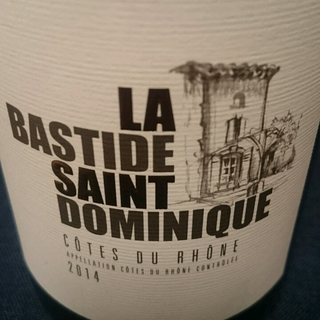 LA
BASTIDE
SAINT
DOMINIQUE
CÔTES DU RHÔNE
APPELLATION CÔTES DU RHÔNE CONTRÔLÉE
2014